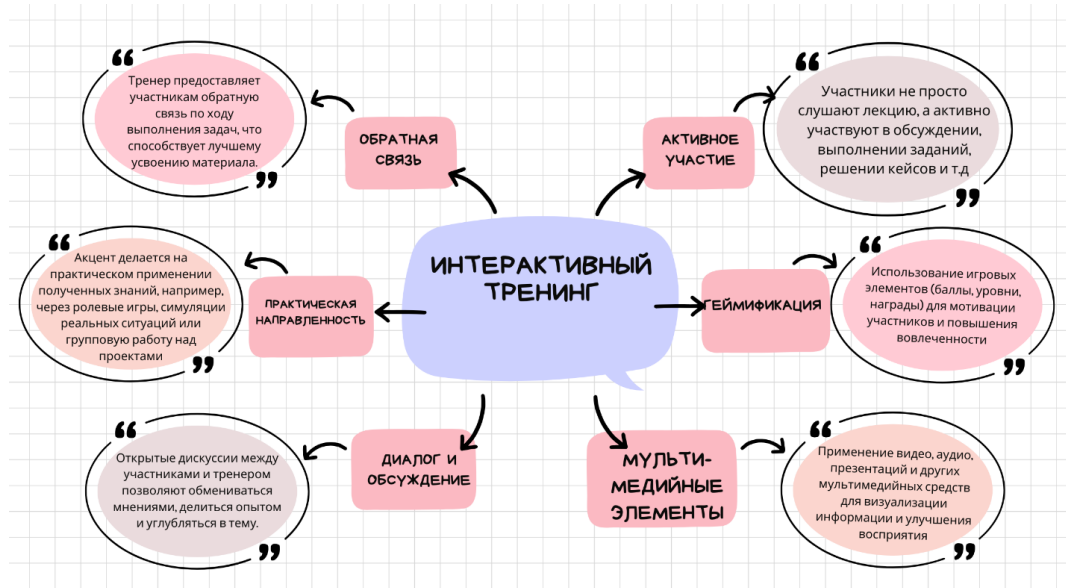 ИНТЕРАКТИВНЫЙ
ТРЕНИНГ
ОБРАТНАЯ
СВЯЗЬ
Тренер предоставляет
участникам обратную
связь по ходу
выполнения задач, что
способствует лучшему
усвоению материала.
АКТИВНОЕ
УЧАСТИЕ
Участники не просто
слушают лекцию, а активно
участвуют в обсуждении,
выполнении заданий,
решении кейсов и т.д
ПРАКТИЧЕСКАЯ
НАПРАВЛЕННОСТЬ
Акцент делается на
практическом применении
полученных знаний, например,
через ролевые игры, симуляции
реальных ситуаций или
групповую работу над
проектами
ГЕЙМИФИКАЦИЯ
Использование игровых
элементов (баллы, уровни,
награды) для мотивации
участников и повышения
вовлеченности
ДИАЛОГ И
ОБСУЖДЕНИЕ
Открытые дискуссии между
участниками и тренером
позволяют обмениваться
мнениями, делиться опытом
и углубляться в тему.
МУЛЬТИ-
МЕДИЙНЫЕ
ЭЛЕМЕНТЫ
Применение видео, аудио,
презентаций и других
мультимедийных средств
для визуализации
информации и улучшения
восприятия